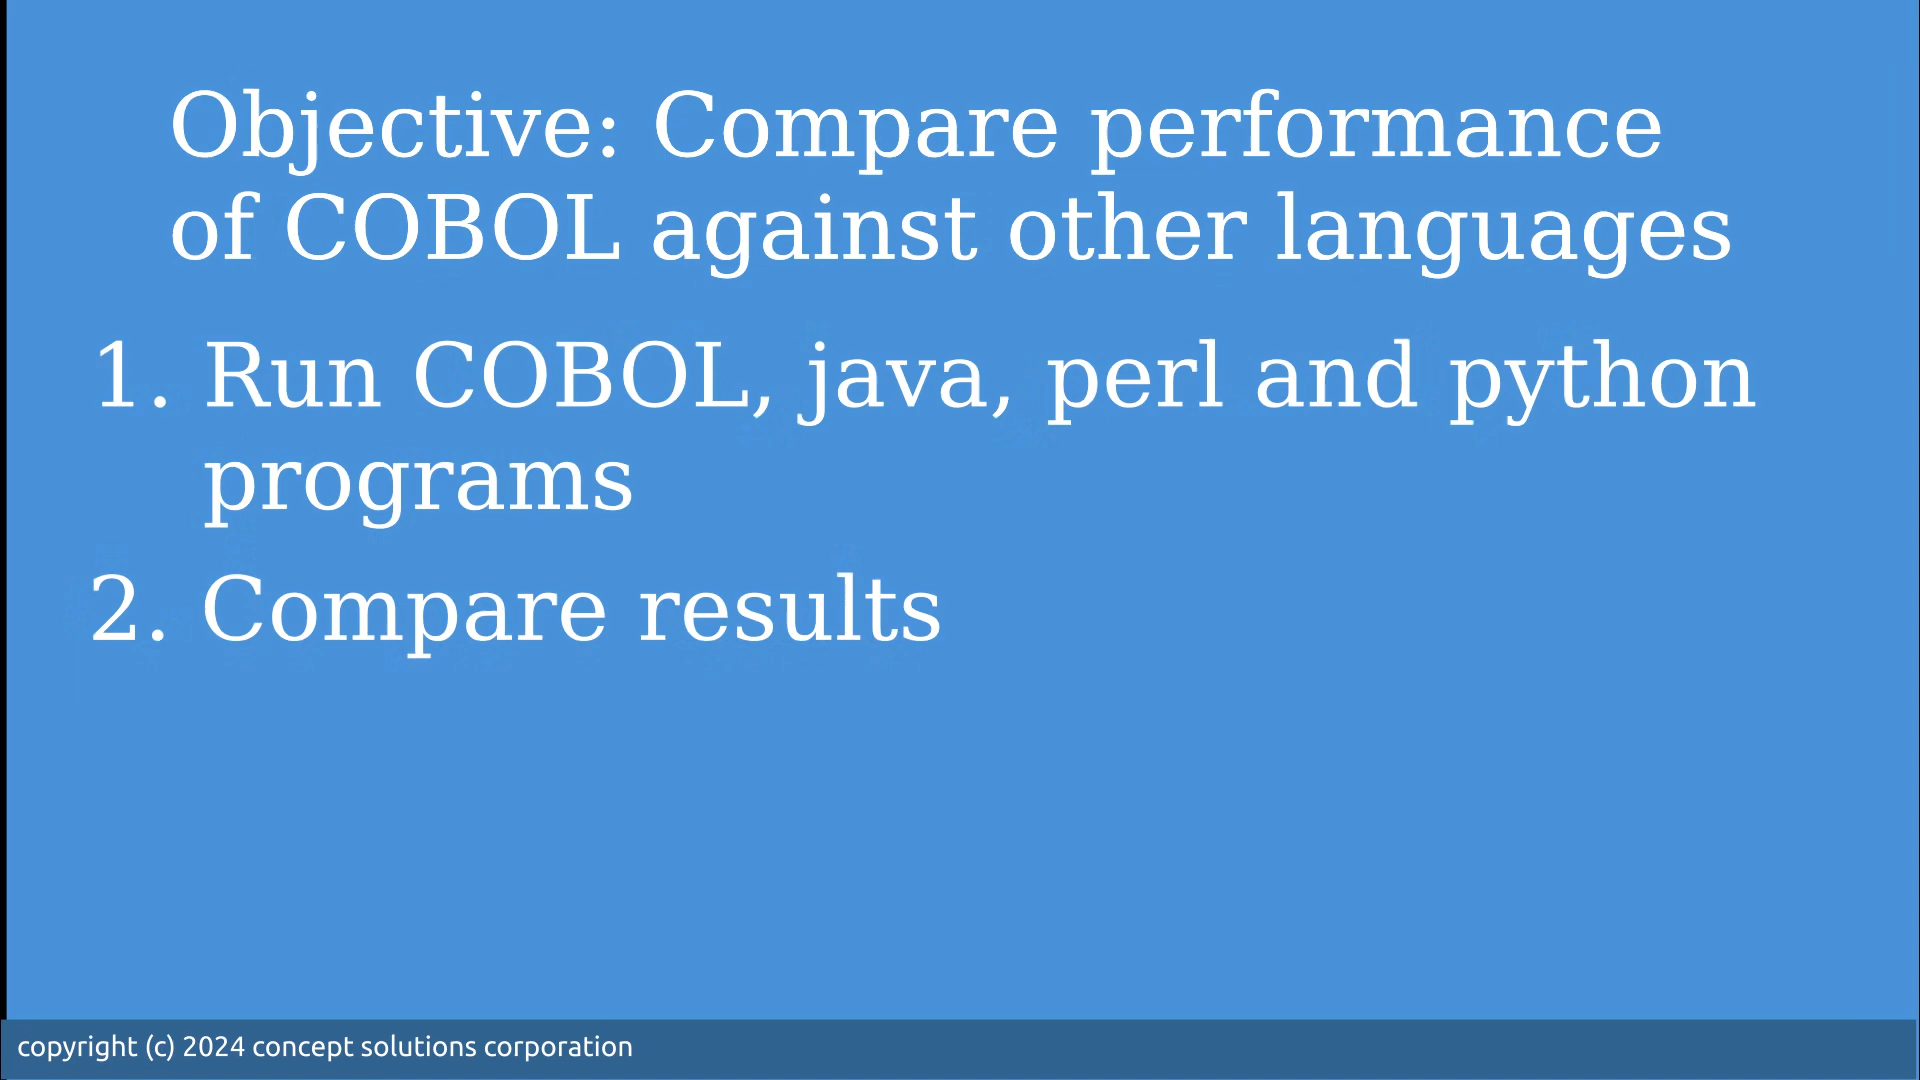 Objective: Compare performance
of COBOL against other languages
1. Run COBOL, java, perl and python
programs
2. Compare results
copyright (c) 2024 concept solutions corporation